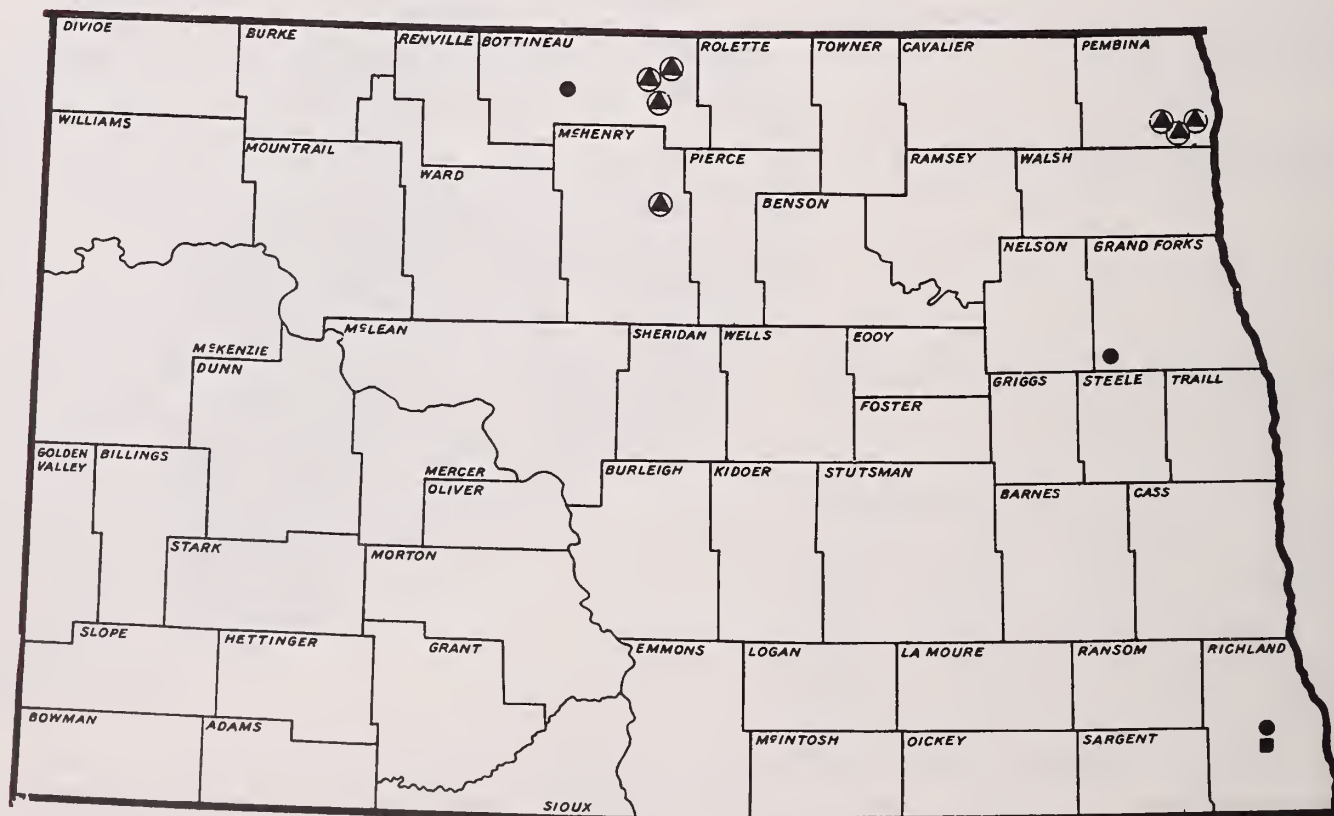 DIVIOE
BURKE
RENVILLE
BOTTINEAU
ROLETTE
TOWNER
CAVALIER
PEMBINA
WILLIAMS
MOUNTRAIL
WARD
McHENRY
PIERCE
BENSON
RAMSEY
WALSH
NELSON
GRAND FORKS
McKENZIE
DUNN
McLEAN
SHERIDAN
WELLS
EOOY
FOSTER
GRIGGS
STEELE
TRAILL
GOLDEN
VALLEY
BILLINGS
MERCER
OLIVER
BURLEIGH
KIDOER
STUTSMAN
BARNES
CASS
STARK
MORTON
SLOPE
HETTINGER
GRANT
EMMONS
LOGAN
LA MOURE
RANSOM
RICHLAND
BOWMAN
ADAMS
SIOUX
McINTOSH
OICKEY
SARGENT